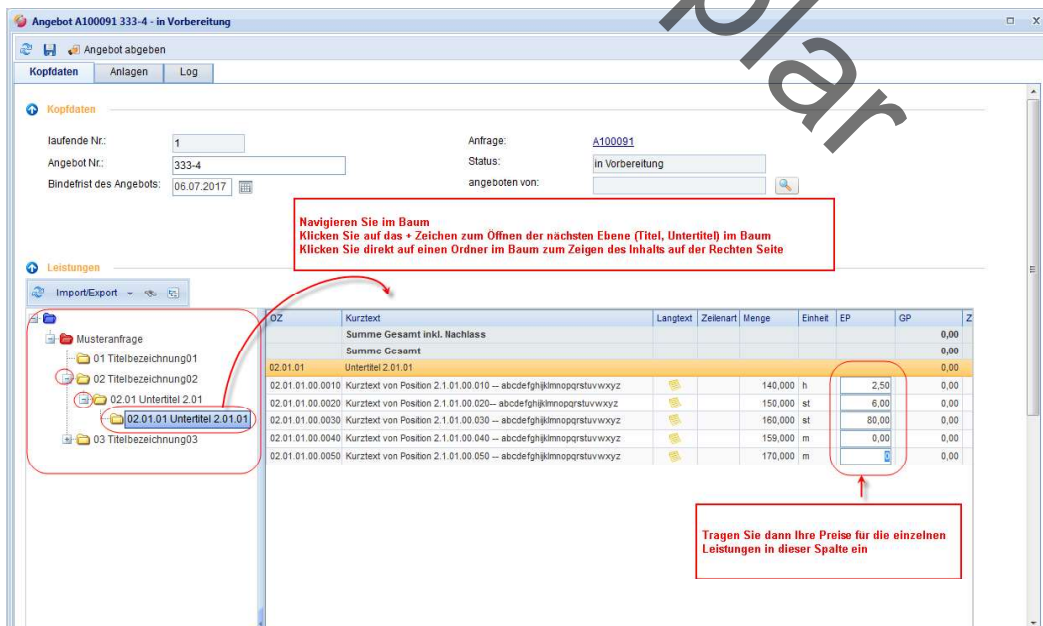 Angebot A100091 333-4 - in Vorbereitung
Angebot abgeben
Kopfdaten Anlagen Log
Kopfdaten
laufende Nr.: 1 Anfrage: A100091
Angebot Nr.: 333-4 Status: in Vorbereitung
Bindefrist des Angebots: 06.07.2017 angeboten von:
Navigieren Sie im Baum
Klicken Sie auf das + Zeichen zum Öffnen der nächsten Ebene (Titel, Untertitel) im Baum
Klicken Sie direkt auf einen Ordner im Baum zum Zeigen des Inhalts auf der Rechten Seite
Leistungen
Import/Export
Musteranfrage
01 Titelbezeichnung01
02 Titelbezeichnung02
02.01 Untertitel 2.01
02.01.01 Untertitel 2.01.01
03 Titelbezeichnung03
OZ Kurztext Langtext Zeilenart Menge Einheit EP GP Z
Summe Gesamt inkl. Nachlass 0,00
Summe Gesamt 0,00
02.01.01 Untertitel 2.01.01 0,00
02.01.01.00.0010 Kurztext von Position 2.1.01.00.010 -- abcdefghijklmnopqrstuvwxyz 140,000 h 2,50 0,00
02.01.01.00.0020 Kurztext von Position 2.1.01.00.020-- abcdefghijklmnopqrstuvwxyz 150,000 st 6,00 0,00
02.01.01.00.0030 Kurztext von Position 2.1.01.00.030 -- abcdefghijklmnopqrstuvwxyz 160,000 st 80,00 0,00
02.01.01.00.0040 Kurztext von Position 2.1.01.00.040 -- abcdefghijklmnopqrstuvwxyz 159,000 m 0,00 0,00
02.01.01.00.0050 Kurztext von Position 2.1.01.00.050 -- abcdefghijklmnopqrstuvwxyz 170,000 m 0 0,00
Tragen Sie dann Ihre Preise für die einzelnen
Leistungen in dieser Spalte ein
plar